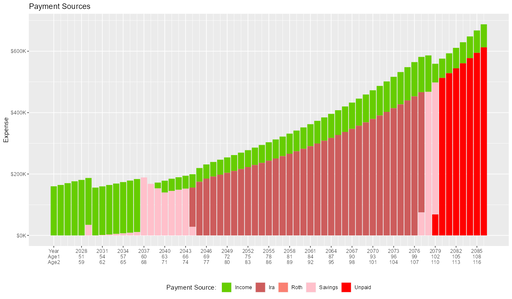 Payment Sources
Expense
$600K
$400K
$200K
$0K
Year 2028 2031 2034 2037 2040 2043 2046 2049 2052 2055 2058 2061 2064 2067 2070 2073 2076 2079 2082 2085
Age1 51 54 57 60 63 66 69 72 75 78 81 84 87 90 93 96 99 102 105 108
Age2 59 62 65 68 71 74 77 80 83 86 89 92 95 98 101 104 107 110 113 116
Payment Source: Income Ira Roth Savings Unpaid